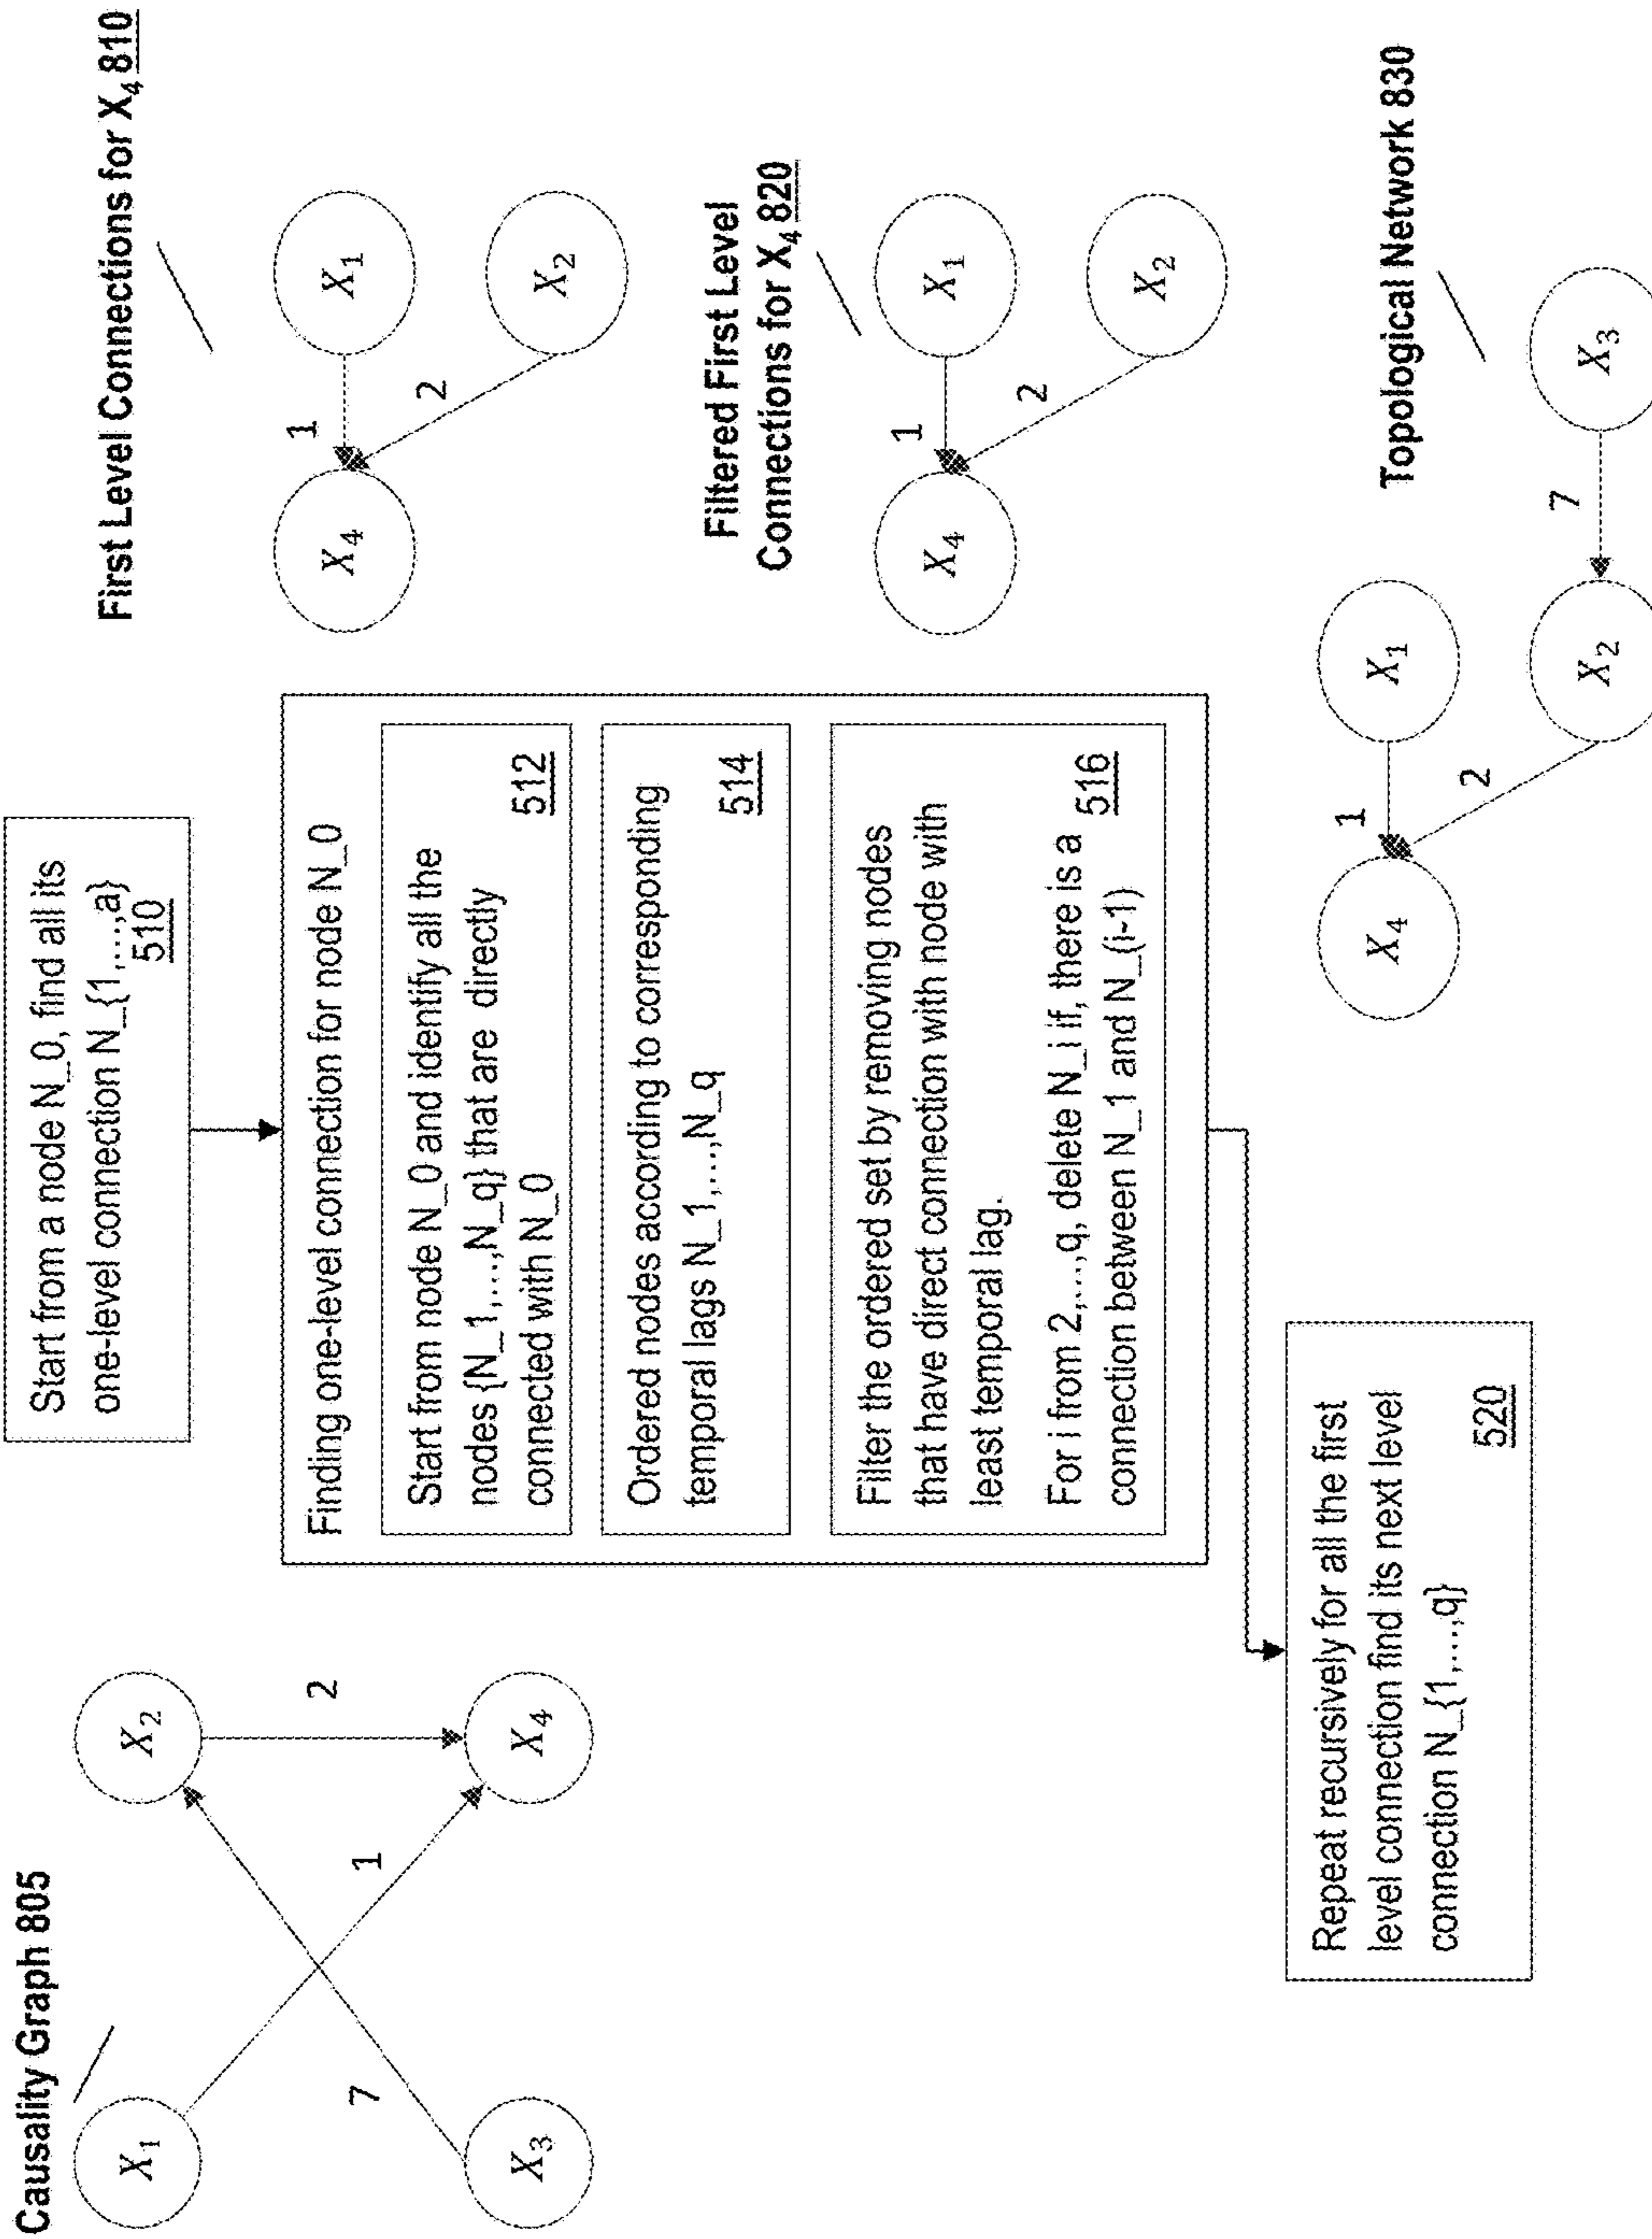 Causality Graph 805
X1
X2
7
1
2
X3
X4
Start from a node N_0, find all its
one-level connection N_{1,...,a}
510
Finding one-level connection for node N_0
Start from node N_0 and identify all the
nodes {N_1,...,N_q} that are directly
connected with N_0
512
Ordered nodes according to corresponding
temporal lags N_1,...,N_q
514
Filter the ordered set by removing nodes
that have direct connection with node with
least temporal lag.
For i from 2,...,q, delete N_i if, there is a
connection between N_1 and N_(i-1)
516
Repeat recursively for all the first
level connection find its next level
connection N_{1,...,q}
520
First Level Connections for X4 810
X4
1
X1
2
X2
Filtered First Level
Connections for X4 820
X4
1
X1
2
X2
Topological Network 830
X4
1
X1
2
X2
7
X3